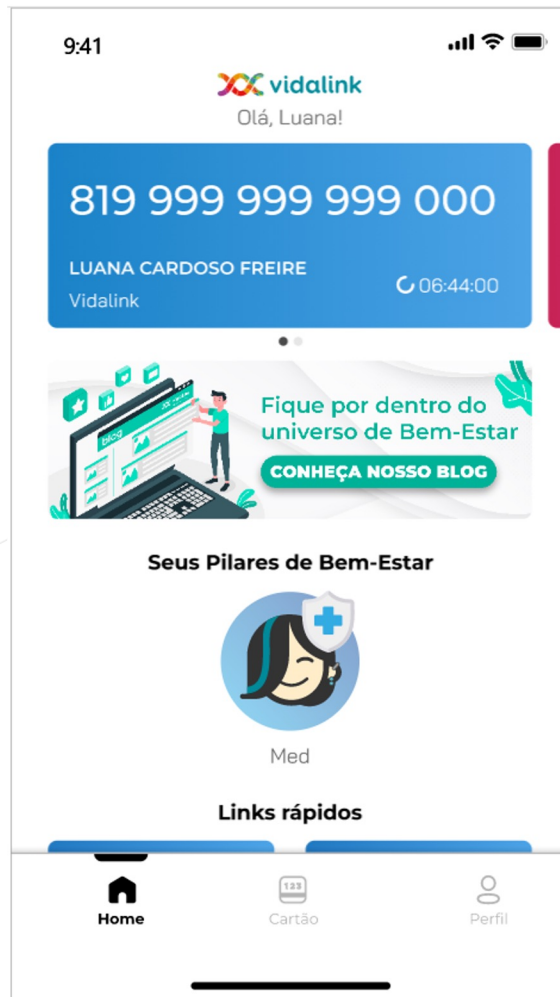 9:41
vidalink
Olá, Luana!
819 999 999 999 000
LUANA CARDOSO FREIRE
Vidalink
06:44:00
blog
Fique por dentro do
universo de Bem-Estar
CONHEÇA NOSSO BLOG
Seus Pilares de Bem-Estar
Med
Links rápidos
123
Home
Cartão
Perfil